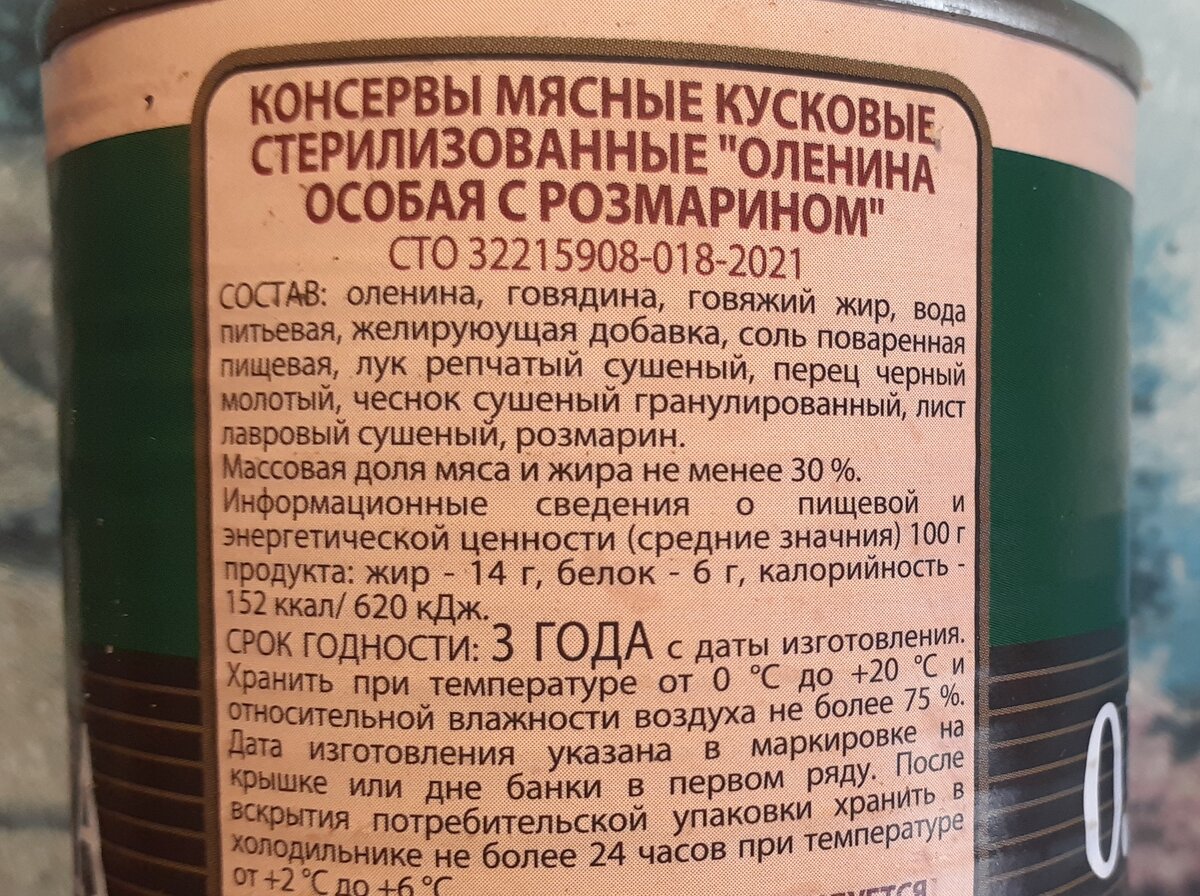 КОНСЕРВЫ МЯСНЫЕ КУСКОВЫЕ
СТЕРИЛИЗОВАННЫЕ "ОЛЕНИНА
ОСОБАЯ С РОЗМАРИНОМ"
СТО 32215908-018-2021
СОСТАВ: оленина, говядина, говяжий жир, вода
питьевая, желируюущая добавка, соль поваренная
пищевая, лук репчатый сушеный, перец черный
молотый, чеснок сушеный гранулированный, лист
лавровый сушеный, розмарин.
Массовая доля мяса и жира не менее 30 %.
Информационные сведения о пищевой и
энергетической ценности (средние значния) 100 г
продукта: жир - 14 г, белок - 6 г, калорийность -
152 ккал/ 620 кДж.
СРОК ГОДНОСТИ: 3 ГОДА с даты изготовления.
Хранить при температуре от 0 °С до +20 °С и
относительной влажности воздуха не более 75 %.
Дата изготовления указана в маркировке на
крышке или дне банки в первом ряду. После
вскрытия потребительской упаковки хранить в
холодильнике не более 24 часов при температуре
от +2 °С до +6 °С